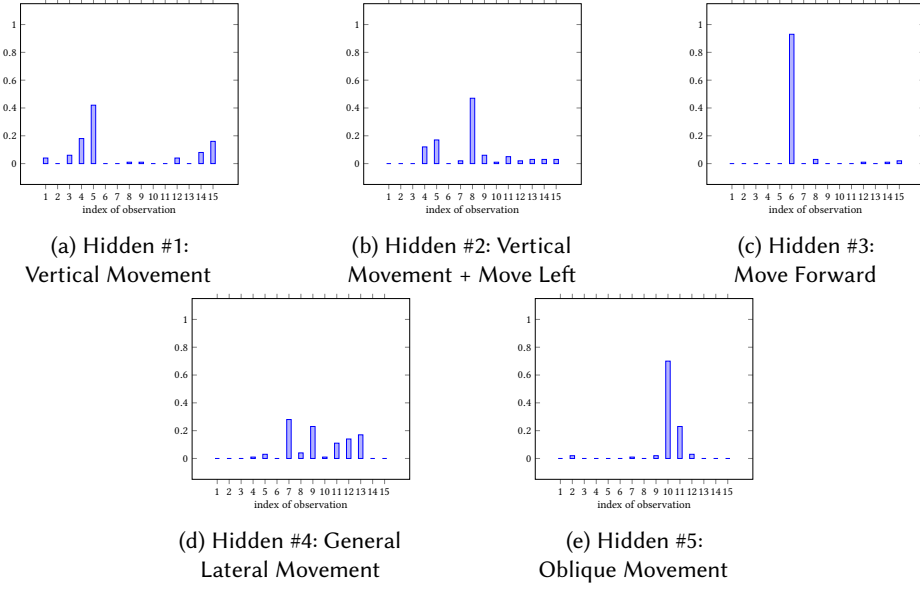 1
0.8
0.6
0.4
0.2
0
1 2 3 4 5 6 7 8 9 10 11 12 13 14 15
index of observation
(a) Hidden #1:
Vertical Movement
1
0.8
0.6
0.4
0.2
0
1 2 3 4 5 6 7 8 9 10 11 12 13 14 15
index of observation
(b) Hidden #2: Vertical
Movement + Move Left
1
0.8
0.6
0.4
0.2
0
1 2 3 4 5 6 7 8 9 10 11 12 13 14 15
index of observation
(c) Hidden #3:
Move Forward
1
0.8
0.6
0.4
0.2
0
1 2 3 4 5 6 7 8 9 10 11 12 13 14 15
index of observation
(d) Hidden #4: General
Lateral Movement
1
0.8
0.6
0.4
0.2
0
1 2 3 4 5 6 7 8 9 10 11 12 13 14 15
index of observation
(e) Hidden #5:
Oblique Movement